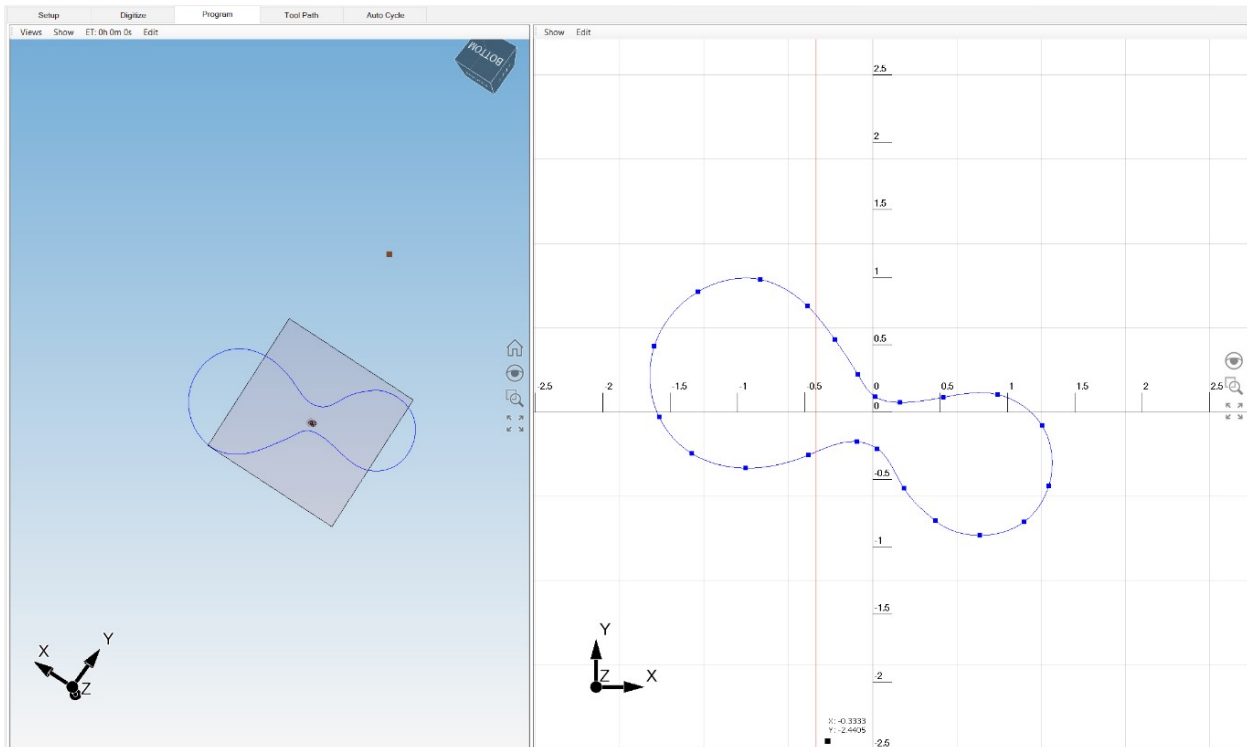 Setup Digitize Program Tool Path Auto Cycle
Views Show ET: 0h 0m 0s Edit
Show Edit
BOTTOM
2.5
2
1.5
1
0.5
-2.5 -2 -1.5 -1 -0.5 0 0.5 1 1.5 2 2.5
0
-0.5
-1
-1.5
-2
-2.5
X Y Z
Y Z X
X: -0.3333
Y: -2.4405